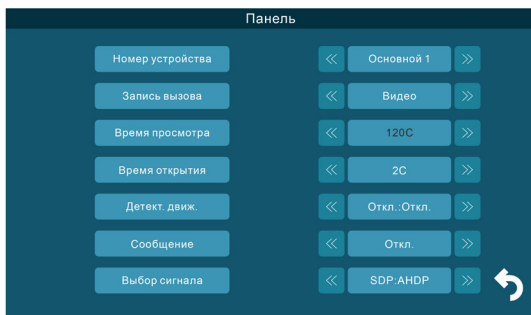 Панель
Номер устройства « Основной 1 »
Запись вызова « Видео »
Время просмотра « 120С »
Время открытия « 2С »
Детект. движ. « Откл.:Откл. »
Сообщение « Откл. »
Выбор сигнала « SDP:AHDP »